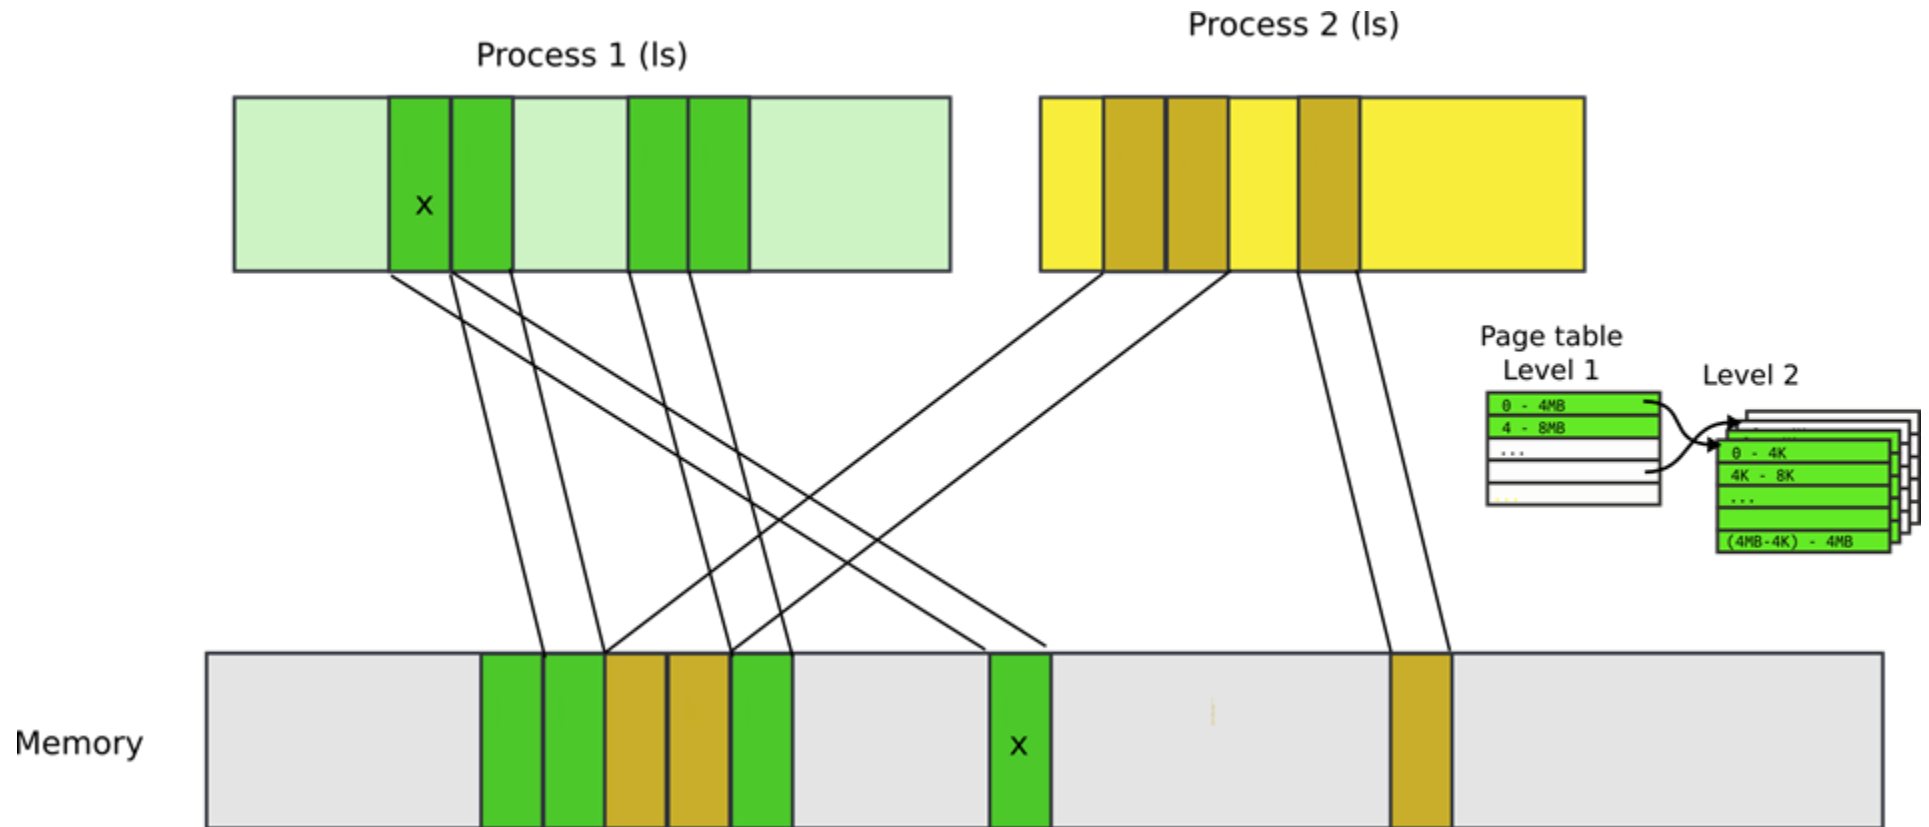 Process 1 (ls)
Process 2 (ls)
x
Page table
Level 1
Level 2
0 - 4MB
4 - 8MB
...
...
0 - 4K
4K - 8K
...
(4MB-4K) - 4MB
Memory
x